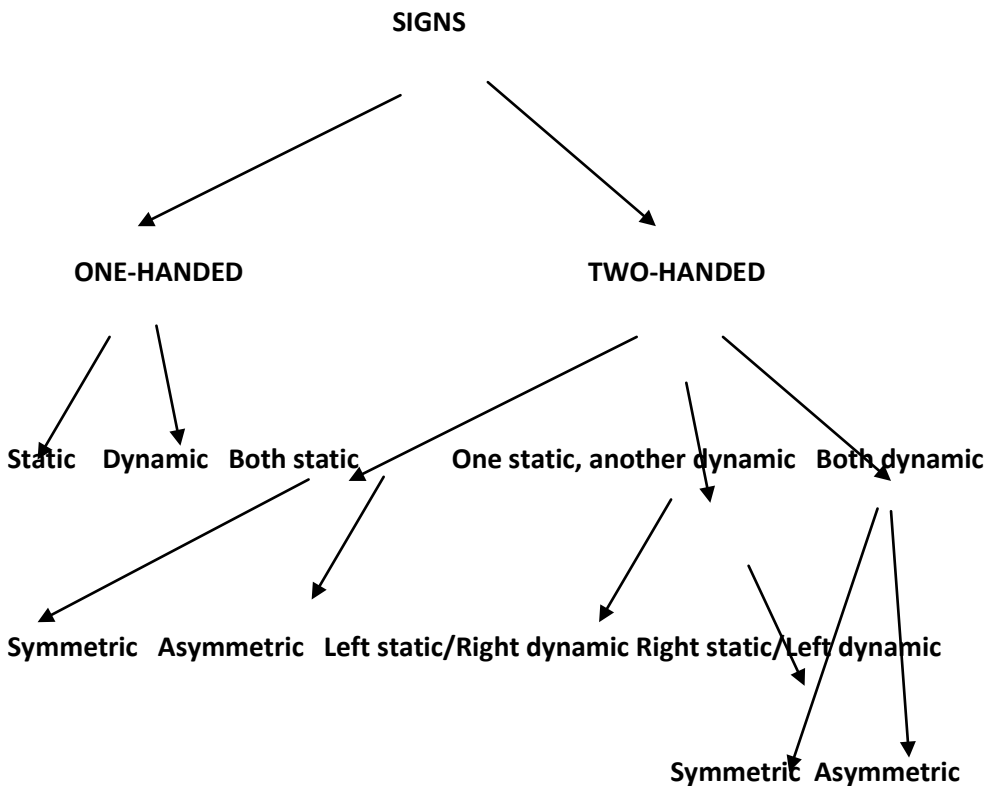 SIGNS
ONE-HANDED TWO-HANDED
Static Dynamic Both static One static, another dynamic Both dynamic
Symmetric Asymmetric Left static/Right dynamic Right static/Left dynamic
Symmetric Asymmetric